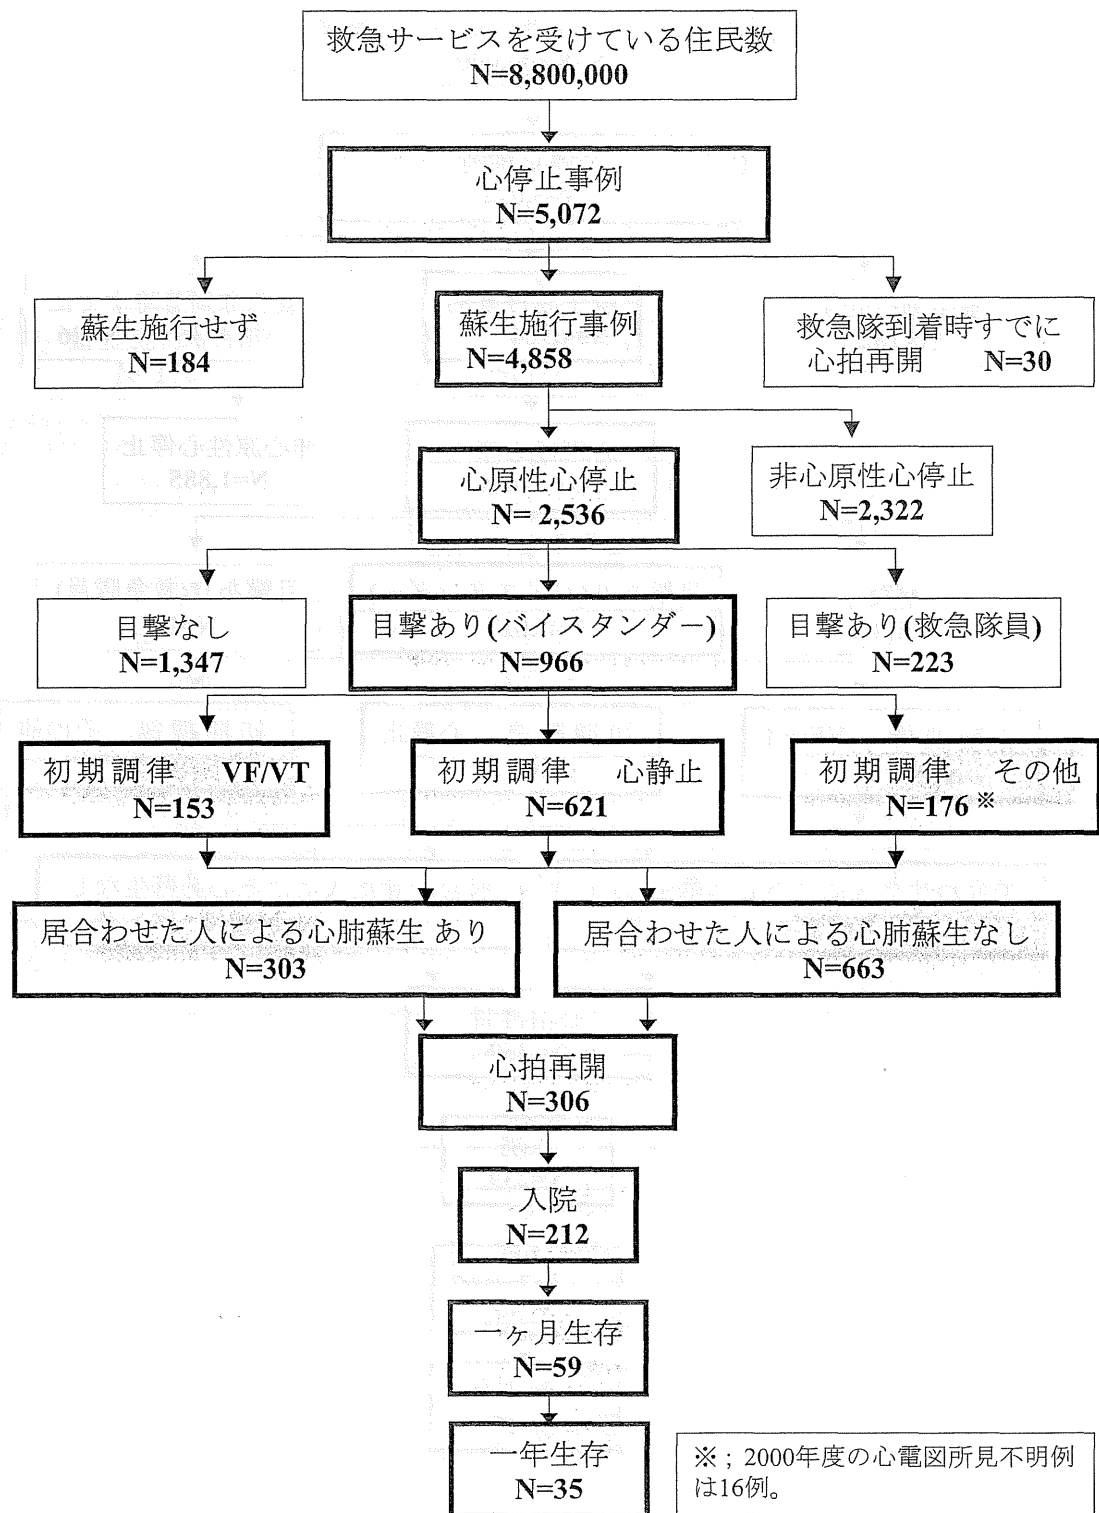 救急サービスを受けている住民数
N=8,800,000
心停止事例
N=5,072
蘇生施行せず
N=184
蘇生施行事例
N=4,858
救急隊到着時すでに
心拍再開 N=30
心原性心停止
N= 2,536
非心原性心停止
N=2,322
目撃なし
N=1,347
目撃あり(バイスタンダー)
N=966
目撃あり(救急隊員)
N=223
初期調律 VF/VT
N=153
初期調律 心静止
N=621
初期調律 その他
N=176 ※
居合わせた人による心肺蘇生 あり
N=303
居合わせた人による心肺蘇生なし
N=663
心拍再開
N=306
入院
N=212
一ヶ月生存
N=59
一年生存
N=35
※ ; 2000年度の心電図所見不明例
は16例。